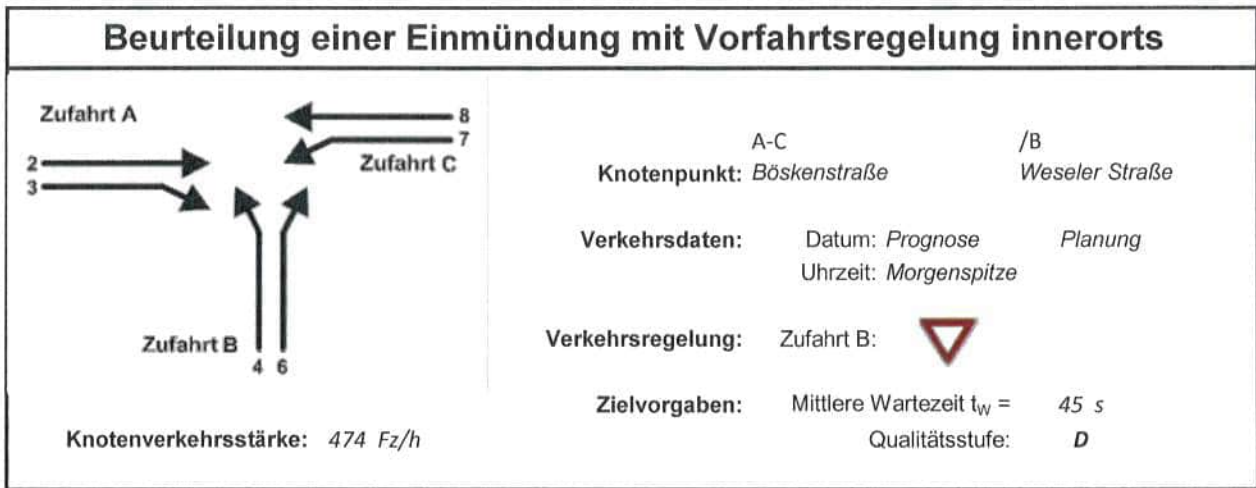 Beurteilung einer Einmündung mit Vorfahrtsregelung innerorts
Zufahrt A
8
7
Zufahrt C
2
3
Zufahrt B
4 6
Knotenverkehrsstärke: 474 Fz/h
A-C /B
Knotenpunkt: Böskenstraße Weseler Straße
Verkehrsdaten: Datum: Prognose Planung
Uhrzeit: Morgenspitze
Verkehrsregelung: Zufahrt B:
Zielvorgaben: Mittlere Wartezeit tW = 45 s
Qualitätsstufe: D